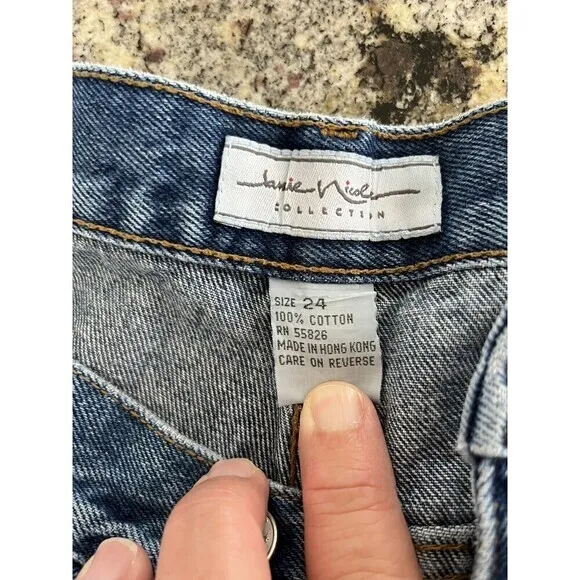 Janie Nicole
COLLECTION
SIZE 24
100% COTTON
RN 55826
MADE IN HONG KONG
CARE ON REVERSE